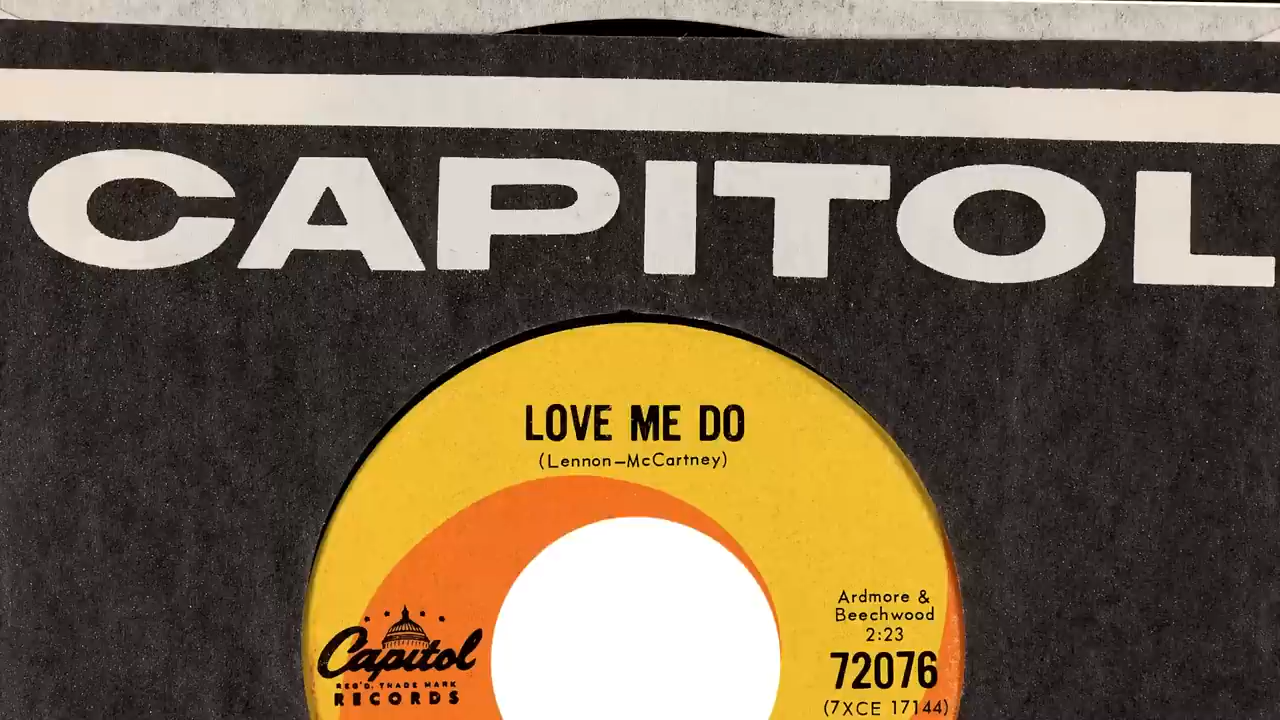 CAPITOL
LOVE ME DO
(Lennon-McCartney)
Capitol
REG'D. TRADE MARK
RECORDS
Ardmore &
Beechwood
2:23
72076
(7XCE 17144)